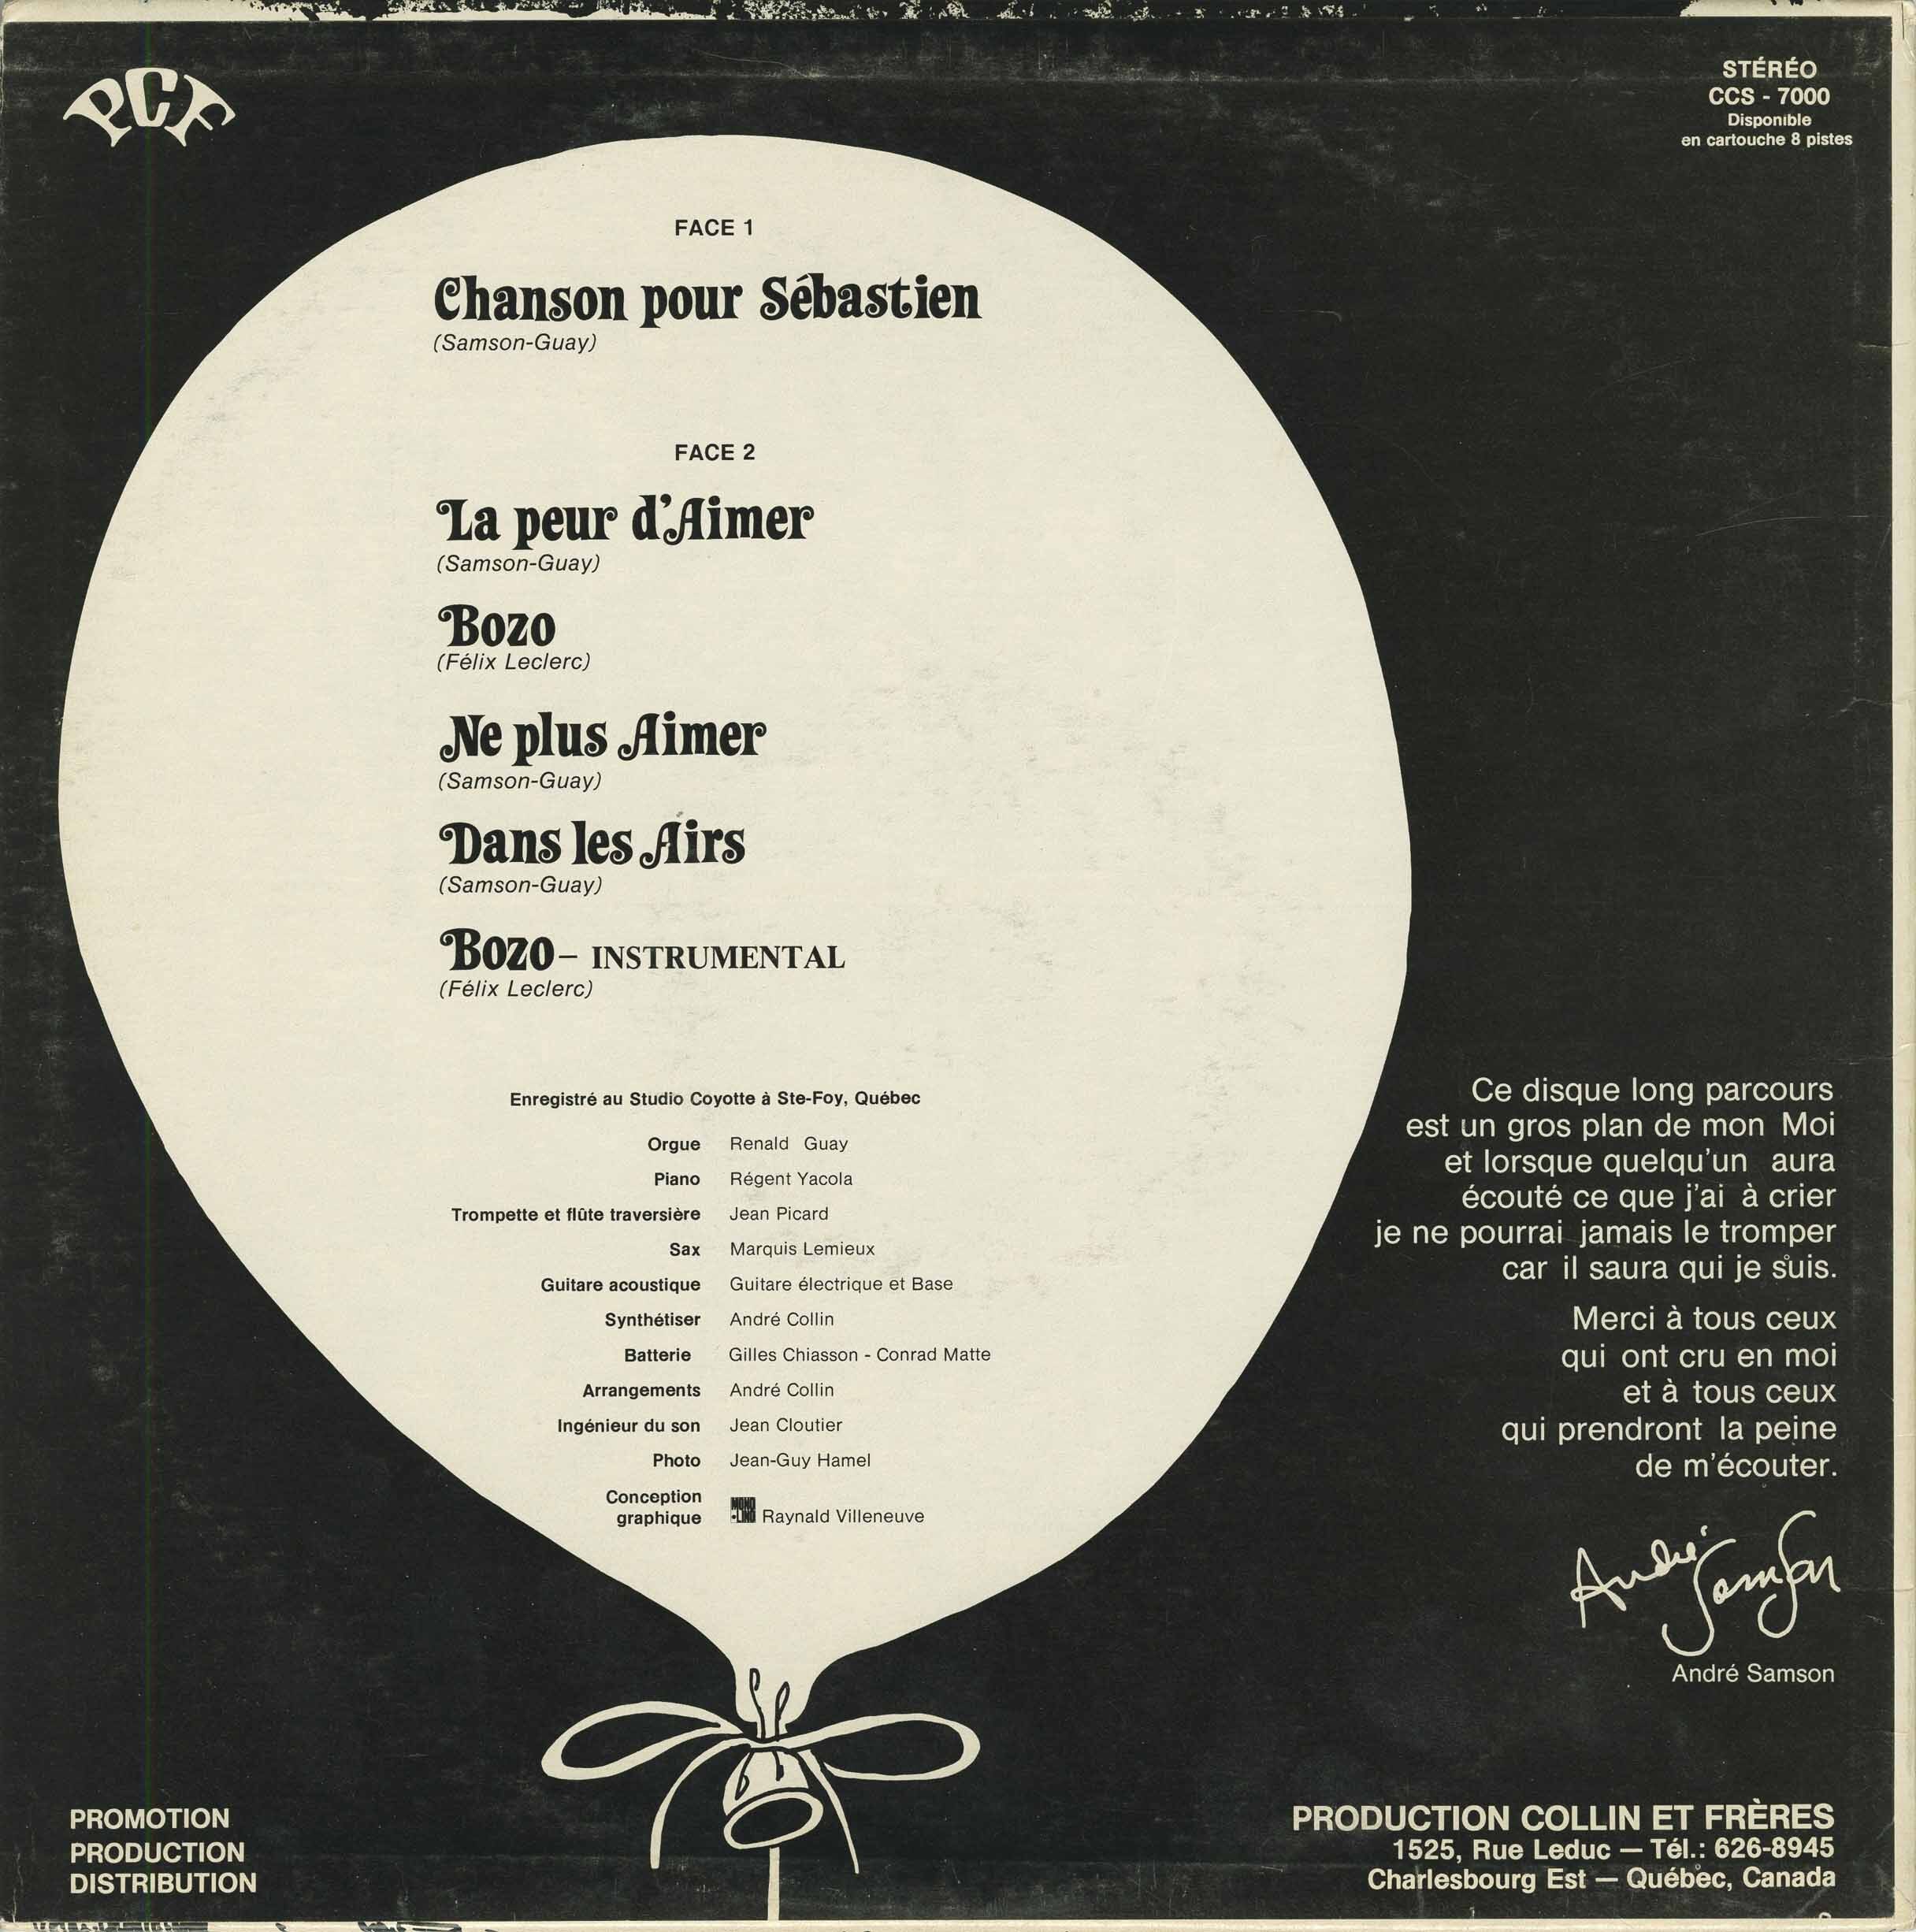 PCF
STÉRÉO
CCS - 7000
Disponible
en cartouche 8 pistes
FACE 1
Chanson pour Sébastien
(Samson-Guay)
FACE 2
La peur d'Aimer
(Samson-Guay)
Bozo
(Félix Leclerc)
Ne plus Aimer
(Samson-Guay)
Dans les Airs
(Samson-Guay)
Bozo – INSTRUMENTAL
(Félix Leclerc)
Enregistré au Studio Coyotte à Ste-Foy, Québec
Orgue Renald Guay
Piano Régent Yacola
Trompette et flûte traversière Jean Picard
Sax Marquis Lemieux
Guitare acoustique Guitare électrique et Base
Synthétiser André Collin
Batterie Gilles Chiasson - Conrad Matte
Arrangements André Collin
Ingénieur du son Jean Cloutier
Photo Jean-Guy Hamel
Conception
graphique MONO LINO Raynald Villeneuve
Ce disque long parcours
est un gros plan de mon Moi
et lorsque quelqu'un aura
écouté ce que j'ai à crier
je ne pourrai jamais le tromper
car il saura qui je suis.
Merci à tous ceux
qui ont cru en moi
et à tous ceux
qui prendront la peine
de m'écouter.
André Samson
André Samson
PROMOTION
PRODUCTION
DISTRIBUTION
PRODUCTION COLLIN ET FRÈRES
1525, Rue Leduc — Tél.: 626-8945
Charlesbourg Est — Québec, Canada